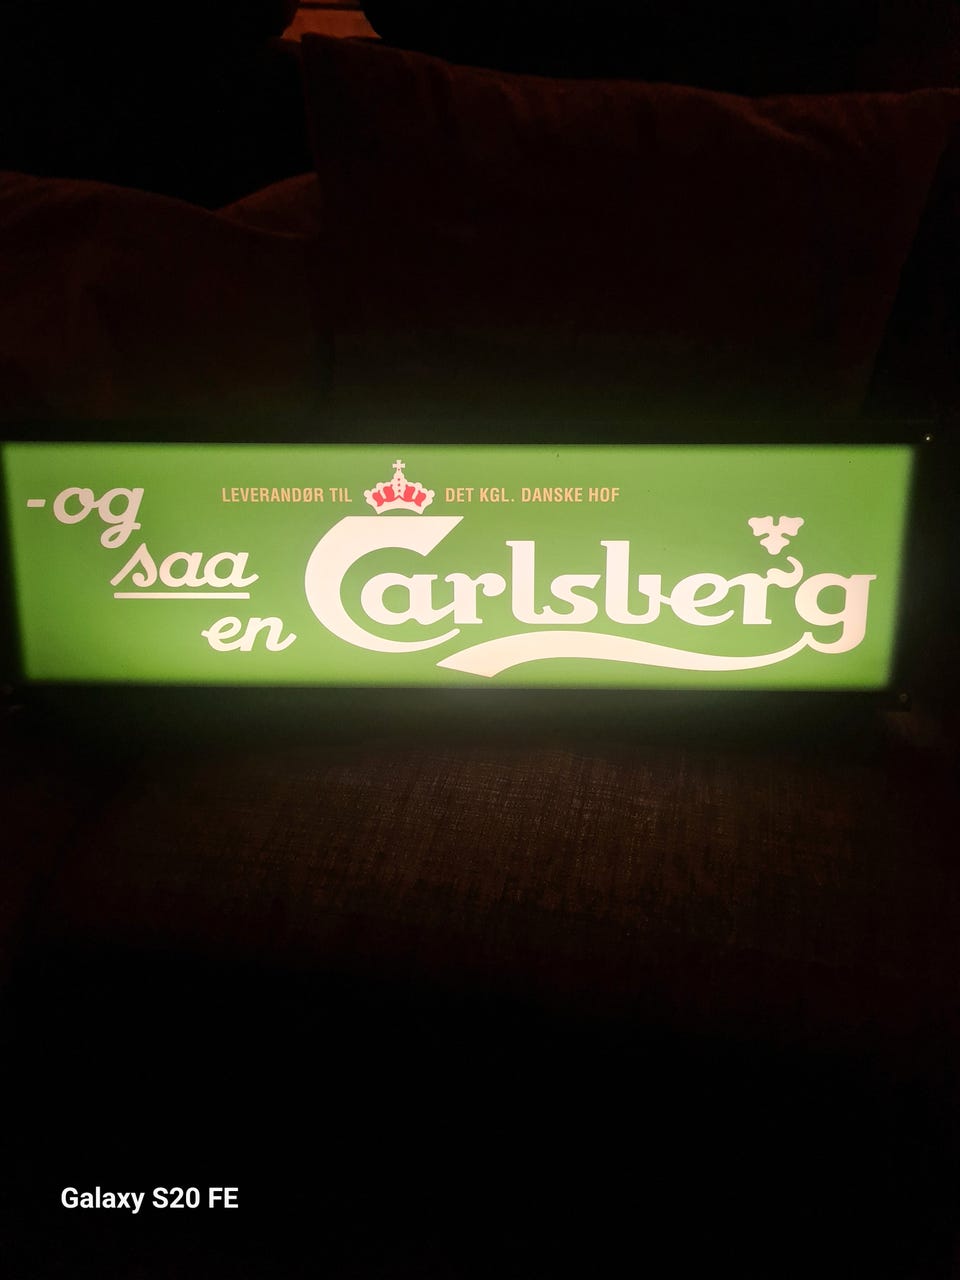 -og
saa
en
LEVERANDØR TIL DET KGL. DANSKE HOF
Carlsberg
Galaxy S20 FE